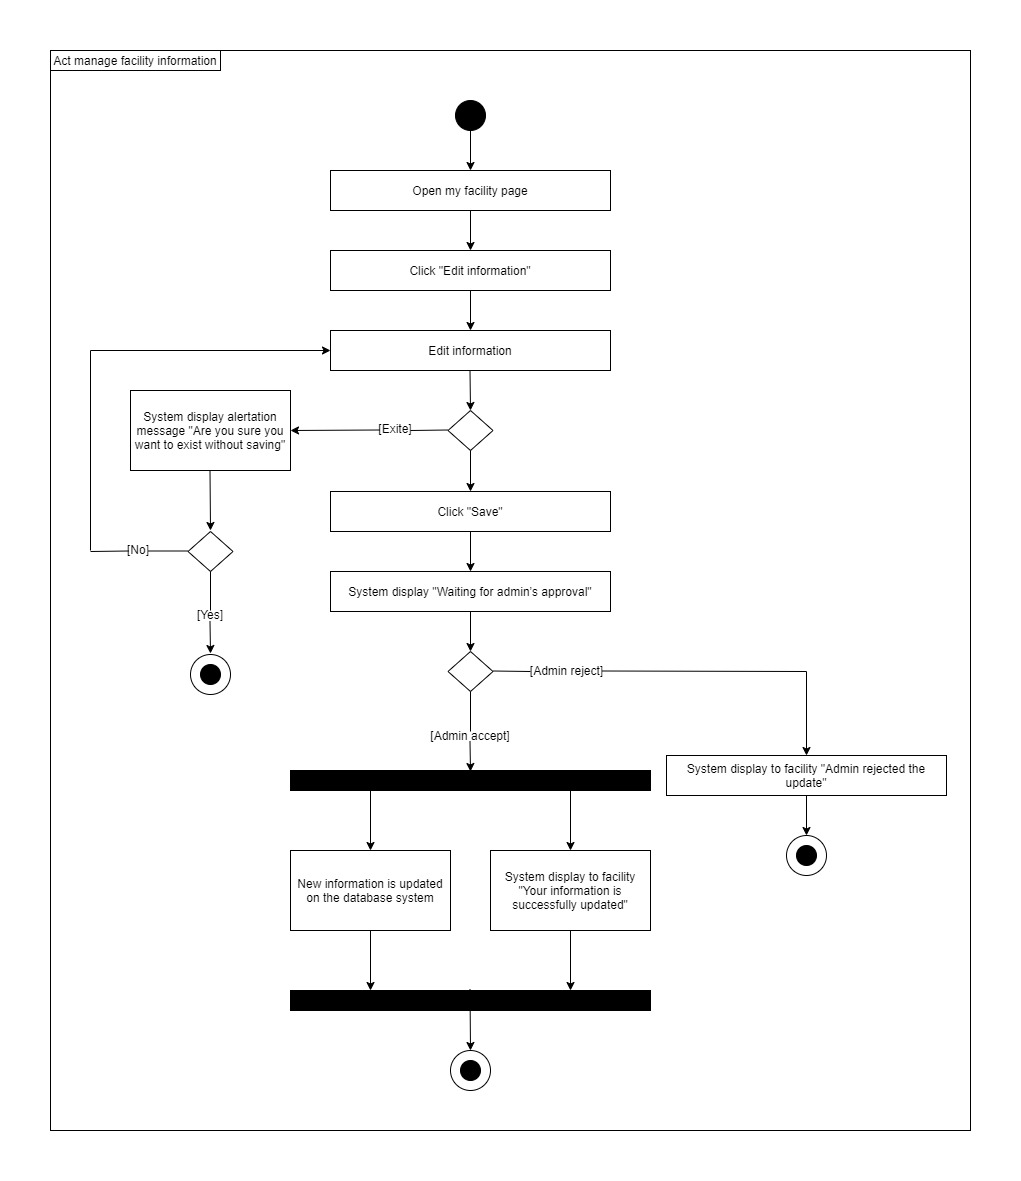 Act manage facility information
Open my facility page
Click "Edit information"
Edit information
System display alertation
message "Are you sure you
want to exist without saving"
[Exite]
Click "Save"
[No]
System display "Waiting for admin's approval"
[Yes]
[Admin reject]
[Admin accept]
System display to facility "Admin rejected the
update"
New information is updated
on the database system
System display to facility
"Your information is
successfully updated"